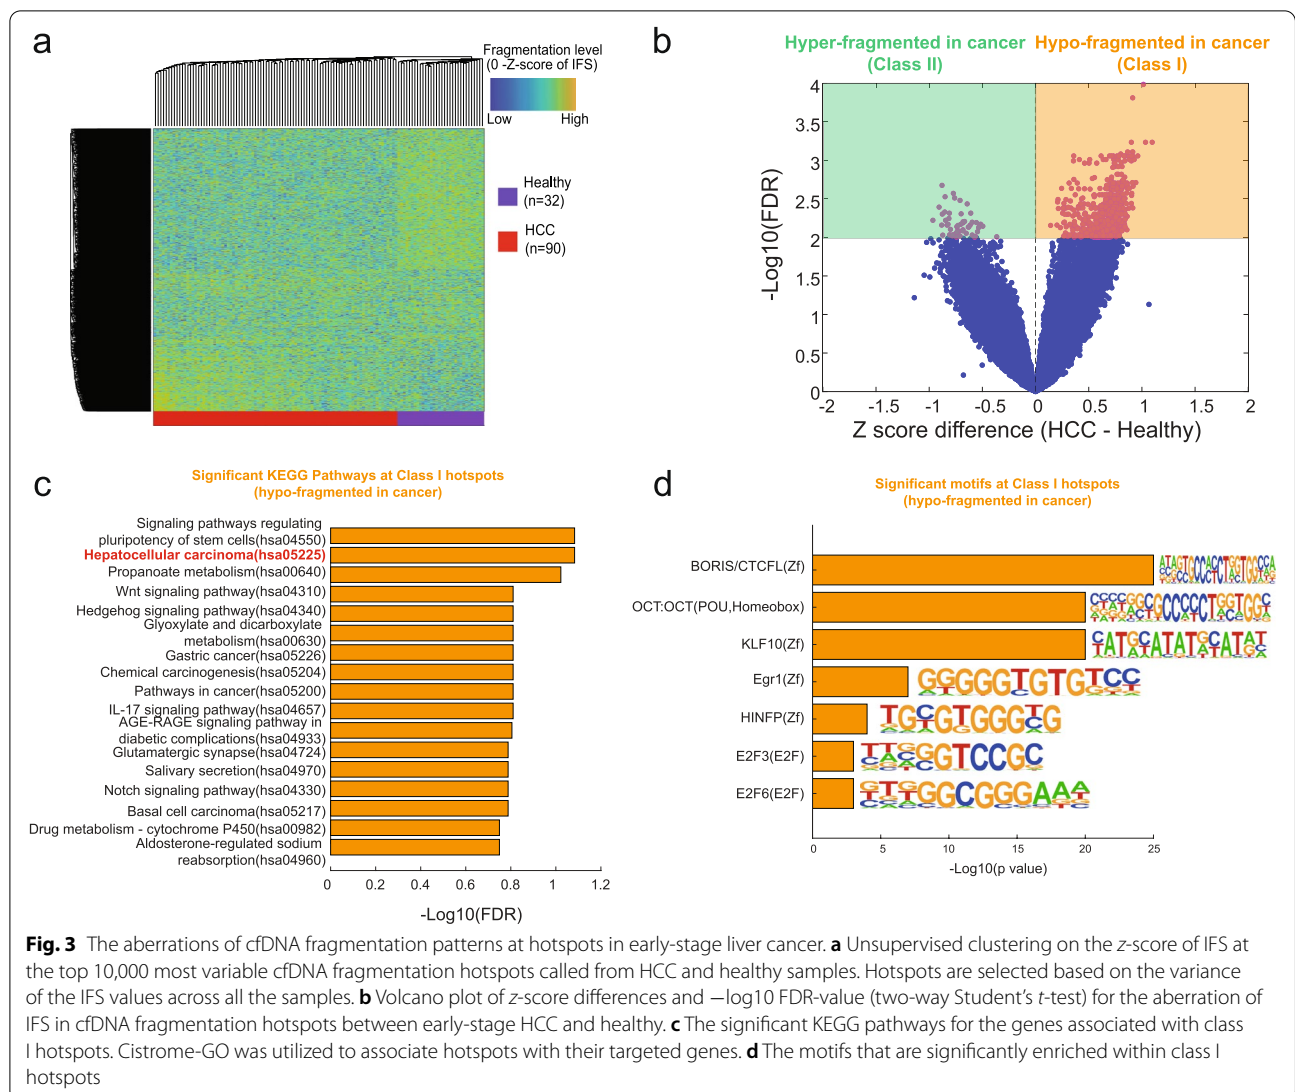 a
Fragmentation level
(0 -Z-score of IFS)
Low High
Healthy
(n=32)
HCC
(n=90)
b
Hyper-fragmented in cancer
(Class II)
Hypo-fragmented in cancer
(Class I)
4
3.5
3
2.5
2
1.5
1
0.5
0
-Log10(FDR)
-2 -1.5 -1 -0.5 0 0.5 1 1.5 2
Z score difference (HCC - Healthy)
c
Significant KEGG Pathways at Class I hotspots
(hypo-fragmented in cancer)
Signaling pathways regulating
pluripotency of stem cells(hsa04550)
Hepatocellular carcinoma(hsa05225)
Propanoate metabolism(hsa00640)
Wnt signaling pathway(hsa04310)
Hedgehog signaling pathway(hsa04340)
Glyoxylate and dicarboxylate
metabolism(hsa00630)
Gastric cancer(hsa05226)
Chemical carcinogenesis(hsa05204)
Pathways in cancer(hsa05200)
IL-17 signaling pathway(hsa04657)
AGE-RAGE signaling pathway in
diabetic complications(hsa04933)
Glutamatergic synapse(hsa04724)
Salivary secretion(hsa04970)
Notch signaling pathway(hsa04330)
Basal cell carcinoma(hsa05217)
Drug metabolism - cytochrome P450(hsa00982)
Aldosterone-regulated sodium
reabsorption(hsa04960)
0 0.2 0.4 0.6 0.8 1 1.2
-Log10(FDR)
d
Significant motifs at Class I hotspots
(hypo-fragmented in cancer)
BORIS/CTCFL(Zf)
OCT:OCT(POU,Homeobox)
KLF10(Zf)
Egr1(Zf)
HINFP(Zf)
E2F3(E2F)
E2F6(E2F)
0 5 10 15 20 25
-Log10(p value)
Fig. 3 The aberrations of cfDNA fragmentation patterns at hotspots in early-stage liver cancer. a Unsupervised clustering on the z-score of IFS at
the top 10,000 most variable cfDNA fragmentation hotspots called from HCC and healthy samples. Hotspots are selected based on the variance
of the IFS values across all the samples. b Volcano plot of z-score differences and −log10 FDR-value (two-way Student's t-test) for the aberration of
IFS in cfDNA fragmentation hotspots between early-stage HCC and healthy. c The significant KEGG pathways for the genes associated with class
I hotspots. Cistrome-GO was utilized to associate hotspots with their targeted genes. d The motifs that are significantly enriched within class I
hotspots